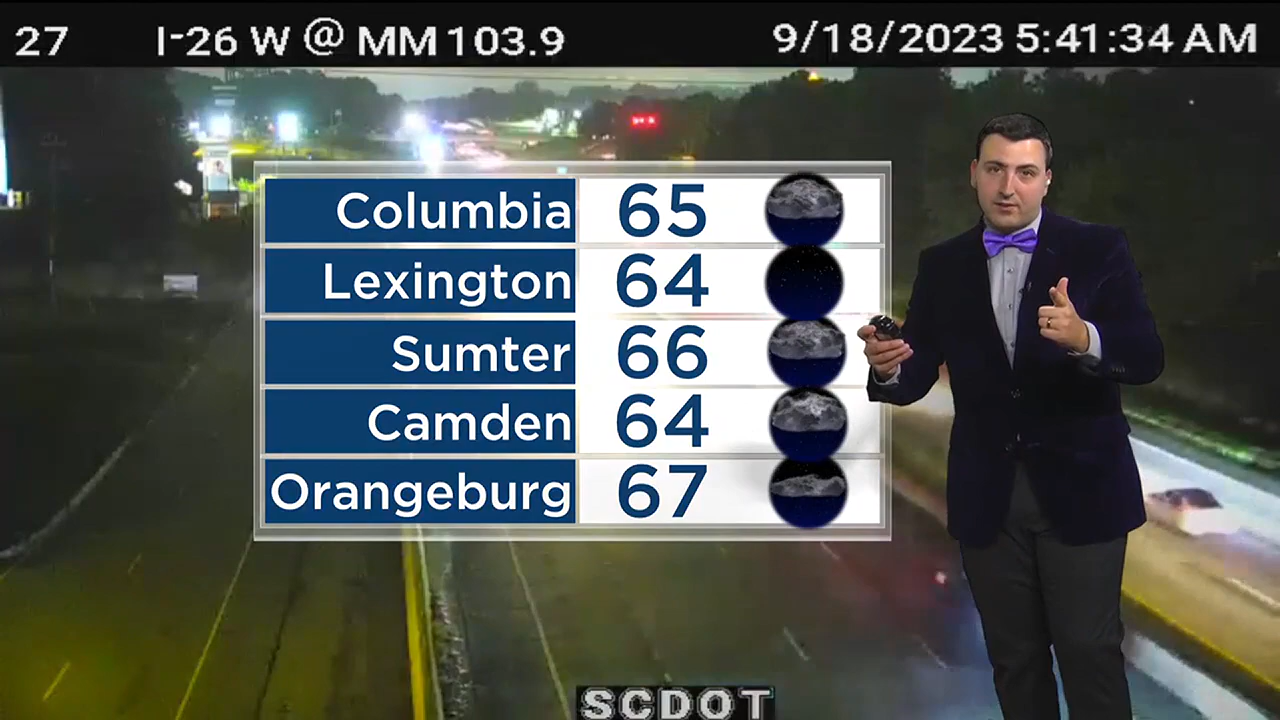 27 I-26 W @ MM 103.9 9/18/2023 5:41:34 AM
Columbia 65
Lexington 64
Sumter 66
Camden 64
Orangeburg 67
SCDOT